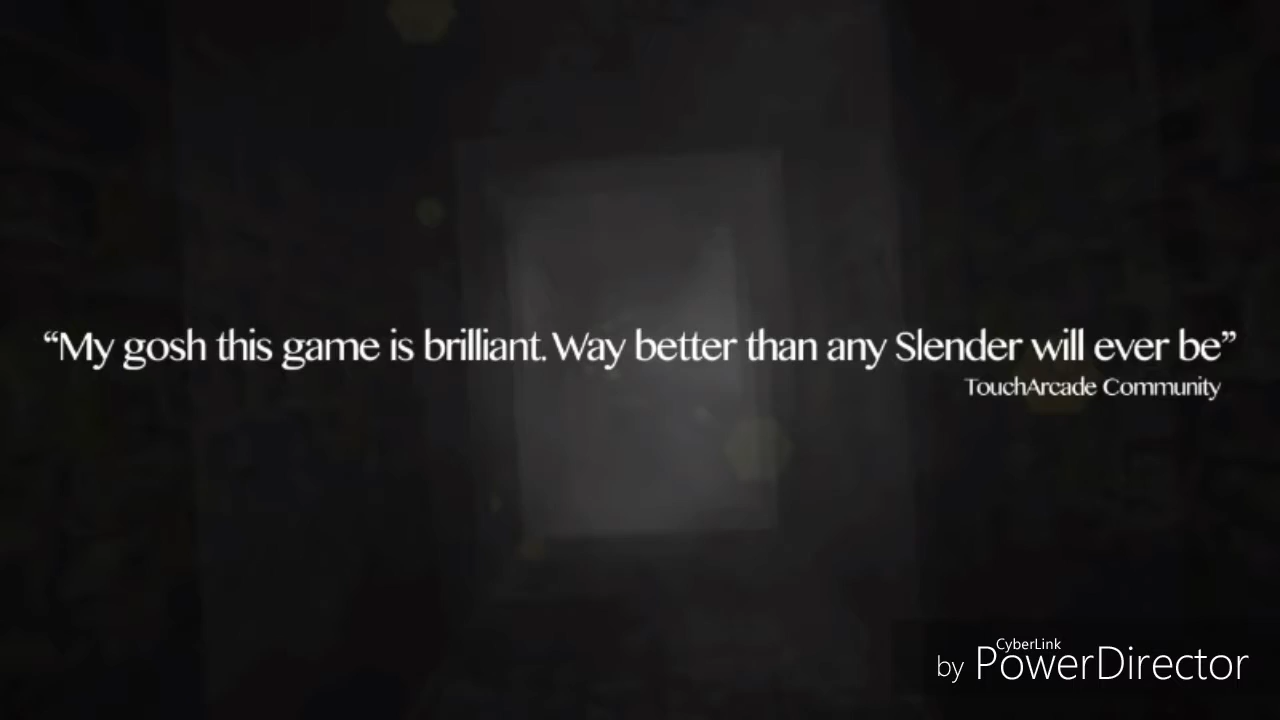 “My gosh this game is brilliant. Way better than any Slender will ever be”
TouchArcade Community
CyberLink
by PowerDirector